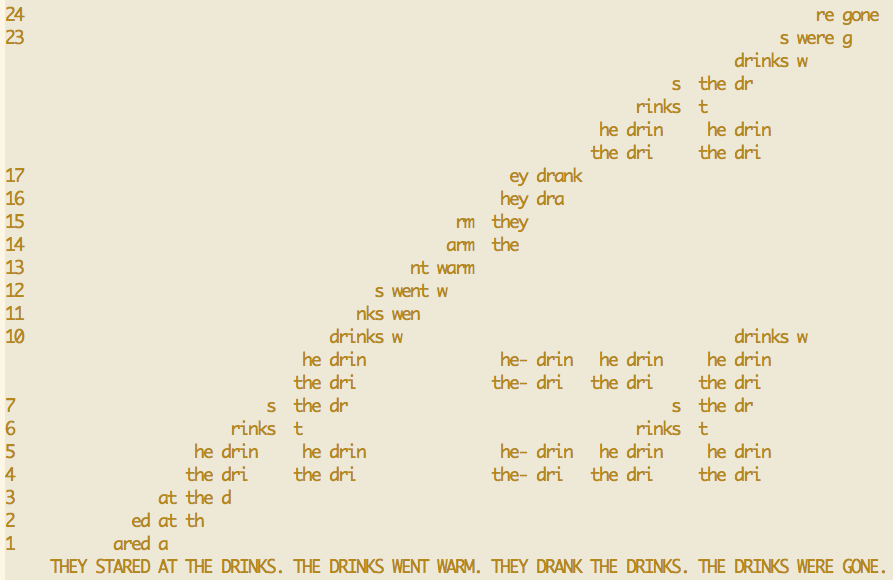 24 re gone
23 s were g
drinks w
s the dr
rinks t
he drin he drin
the dri the dri
17 ey drank
16 hey dra
15 rm they
14 arm the
13 nt warm
12 s went w
11 nks wen
10 drinks w drinks w
he drin he- drin he drin he drin
the dri the- dri the dri the dri
7 s the dr s the dr
6 rinks t rinks t
5 he drin he drin he- drin he drin he drin
4 the dri the dri the- dri the dri the dri
3 at the d
2 ed at th
1 ared a
THEY STARED AT THE DRINKS. THE DRINKS WENT WARM. THEY DRANK THE DRINKS. THE DRINKS WERE GONE.